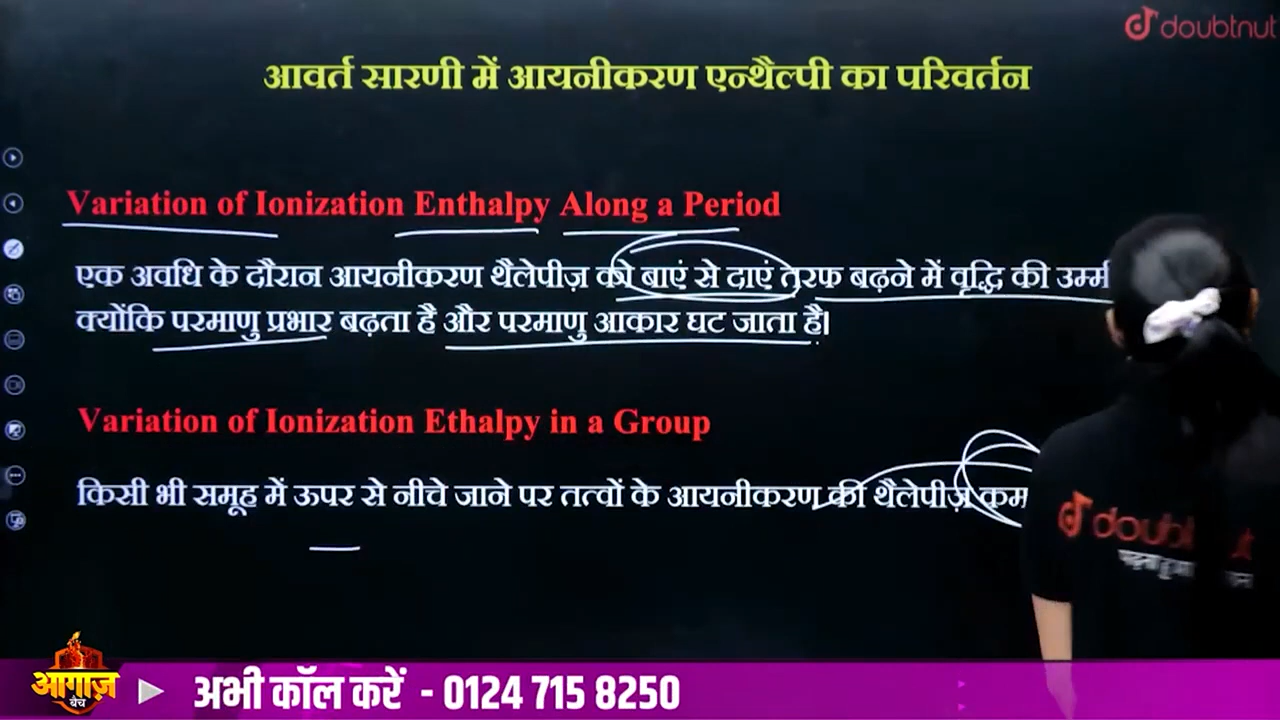 doubtnut
आवर्त सारणी में आयनीकरण एन्थैल्पी का परिवर्तन
Variation of Ionization Enthalpy Along a Period
एक अवधि के दौरान आयनीकरण थैलेपीज़ को बाएं से दाएं तरफ बढ़ने में वृद्धि की
क्योंकि परमाणु प्रभार बढ़ता है और परमाणु आकार घट जाता है।
Variation of Ionization Ethalpy in a Group
किसी भी समूह में ऊपर से नीचे जाने पर तत्वों के आयनीकरण की थैलेपीज़ कम
आगाज़
बैच
अभी कॉल करें - 0124 715 8250